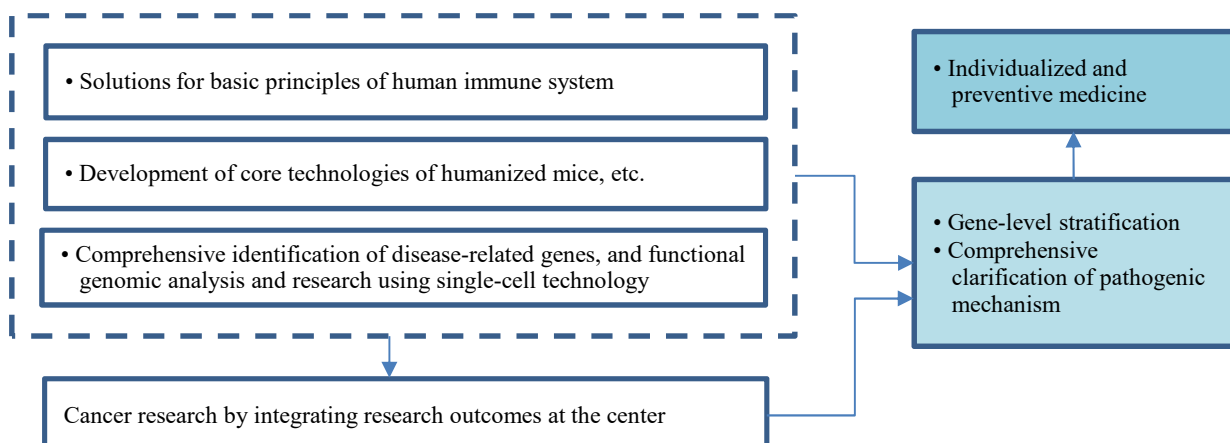 • Solutions for basic principles of human immune system
• Development of core technologies of humanized mice, etc.
• Comprehensive identification of disease-related genes, and functional
genomic analysis and research using single-cell technology
Cancer research by integrating research outcomes at the center
• Individualized and
preventive medicine
• Gene-level stratification
• Comprehensive
clarification of pathogenic
mechanism